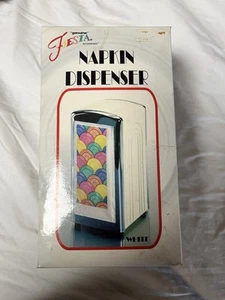 Fiesta
NAPKIN
DISPENSER
WHITE